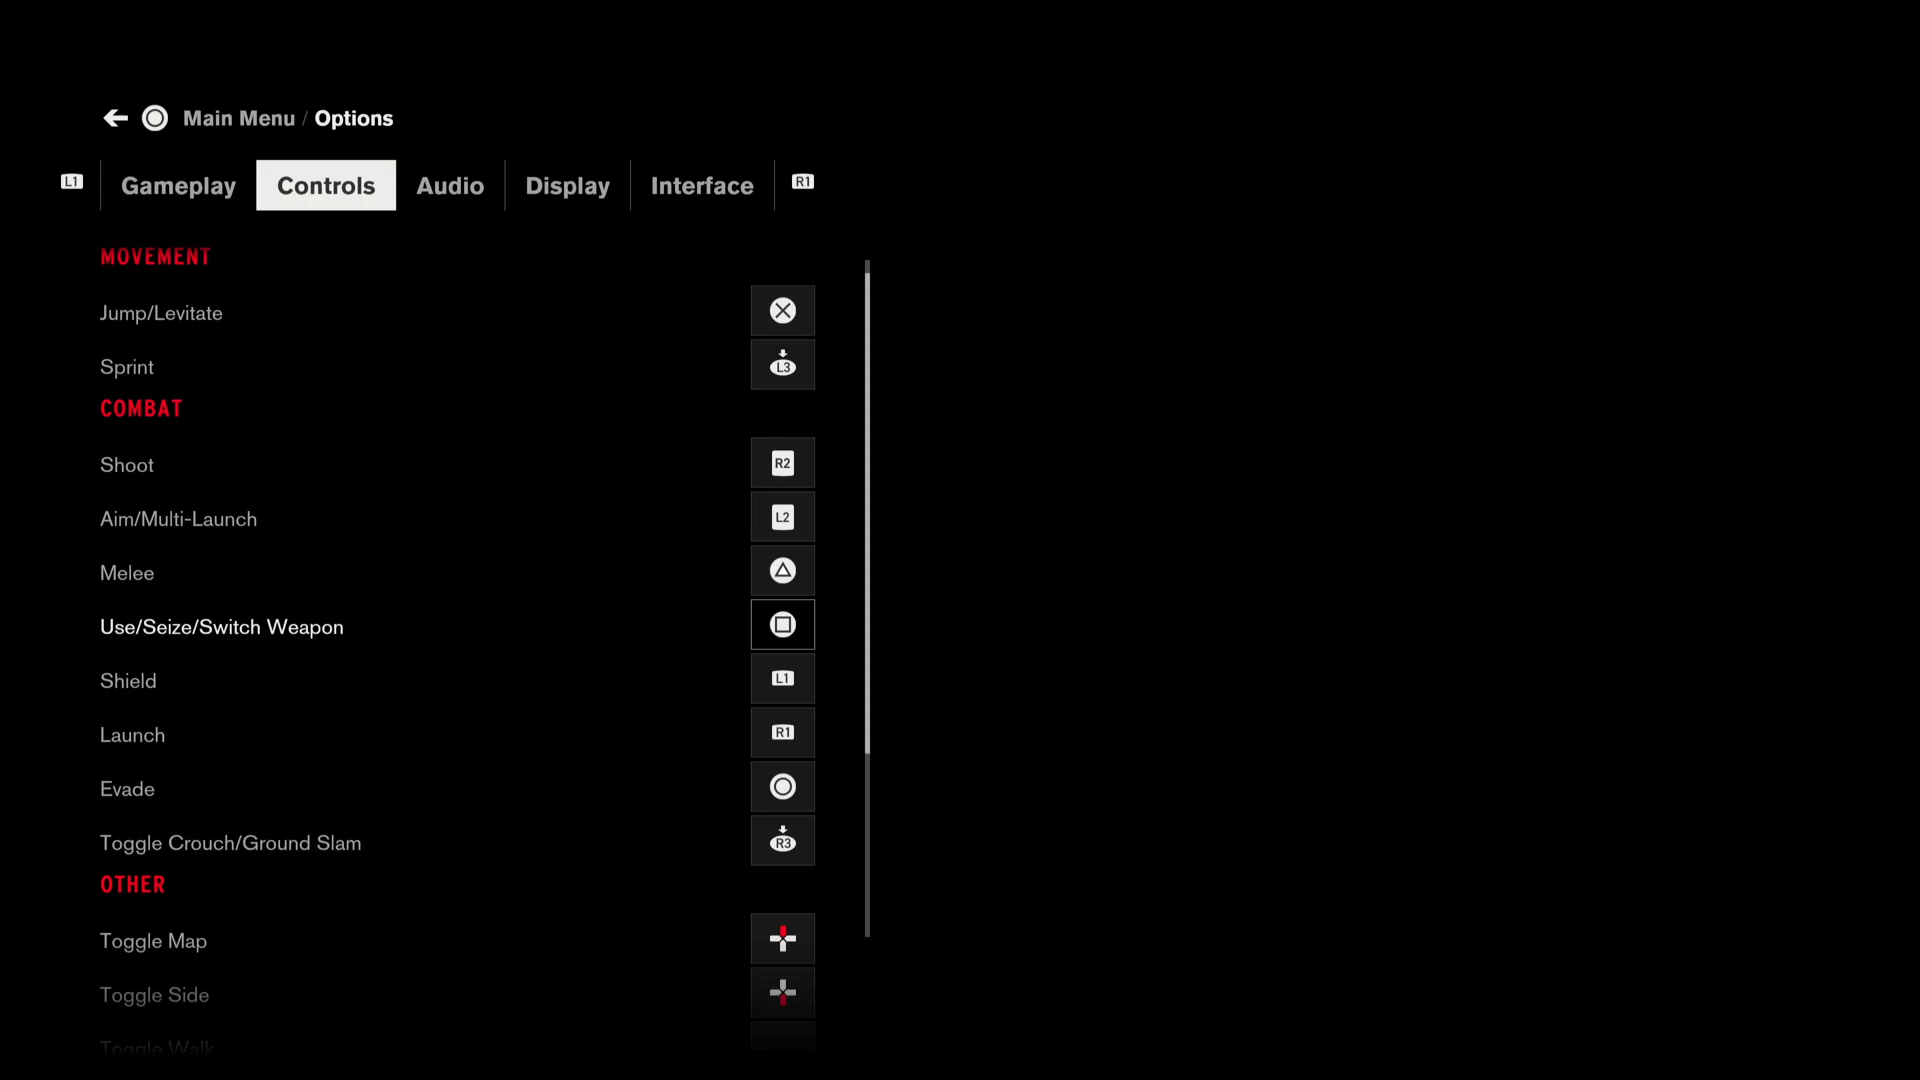 Main Menu / Options
L1 Gameplay Controls Audio Display Interface R1
MOVEMENT
Jump/Levitate
Sprint L3
COMBAT
Shoot R2
Aim/Multi-Launch L2
Melee
Use/Seize/Switch Weapon
Shield L1
Launch R1
Evade
Toggle Crouch/Ground Slam R3
OTHER
Toggle Map
Toggle Side
Toggle Walk